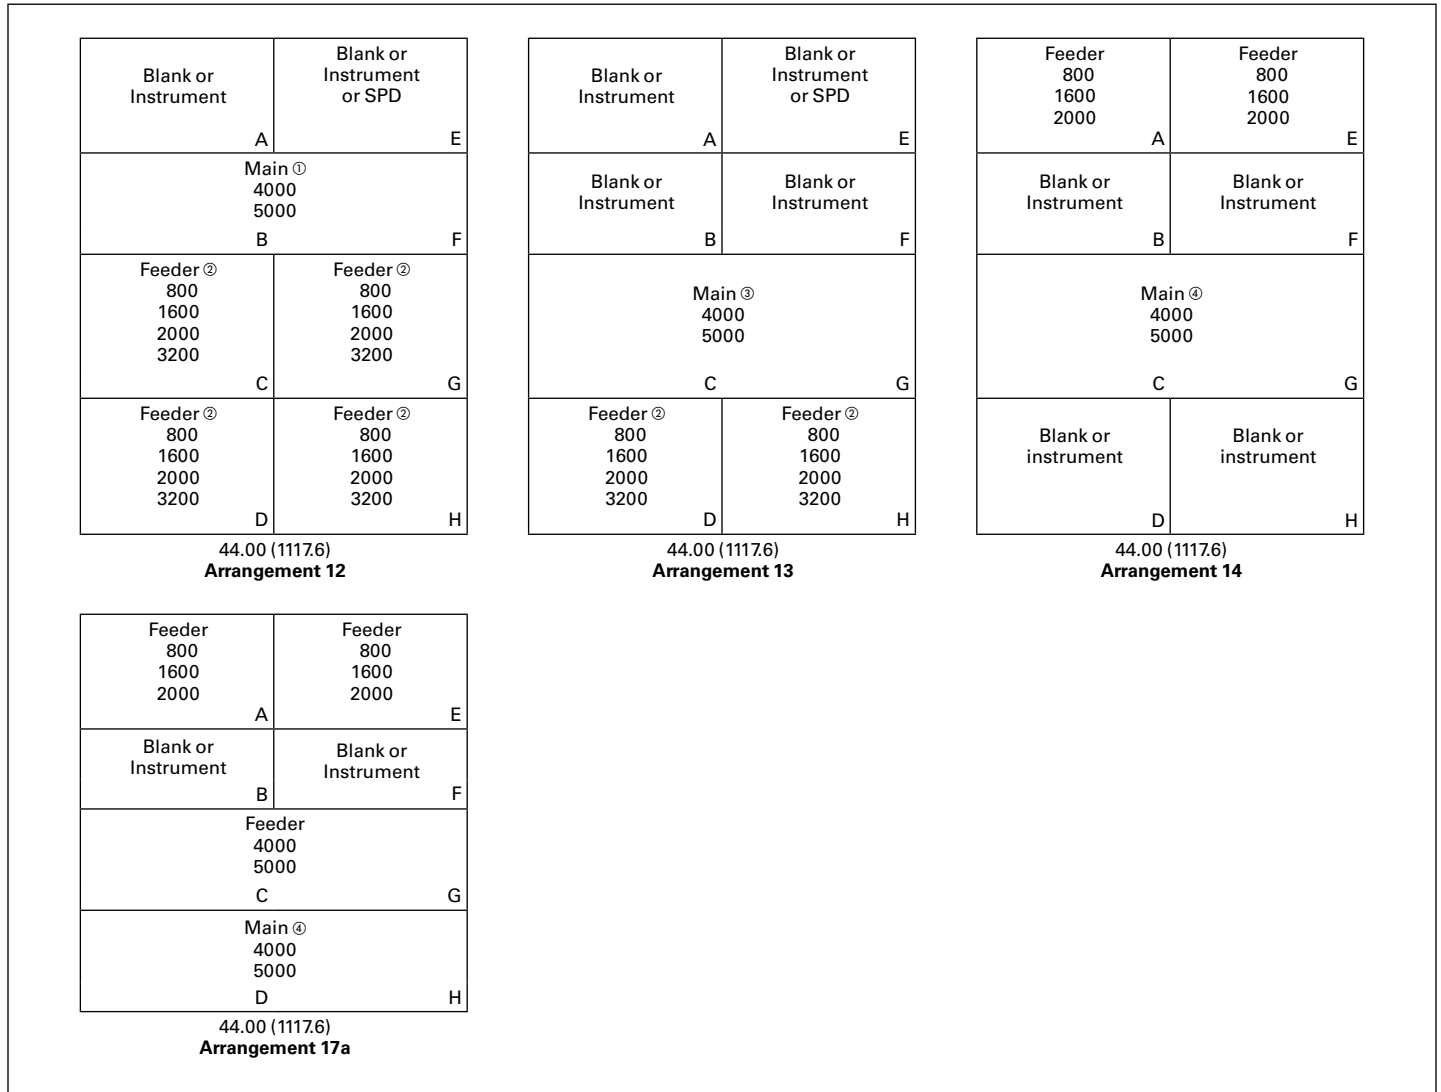 Blank or
Instrument
A
Blank or
Instrument
or SPD
E
Main ①
4000
5000
B
F
Feeder ②
800
1600
2000
3200
C
Feeder ②
800
1600
2000
3200
G
Feeder ②
800
1600
2000
3200
D
Feeder ②
800
1600
2000
3200
H
44.00 (1117.6)
Arrangement 12
Blank or
Instrument
A
Blank or
Instrument
or SPD
E
Blank or
Instrument
B
Blank or
Instrument
F
Main ③
4000
5000
C
G
Feeder ②
800
1600
2000
3200
D
Feeder ②
800
1600
2000
3200
H
44.00 (1117.6)
Arrangement 13
Feeder
800
1600
2000
A
Feeder
800
1600
2000
E
Blank or
Instrument
B
Blank or
Instrument
F
Main ④
4000
5000
C
G
Blank or
instrument
D
Blank or
instrument
H
44.00 (1117.6)
Arrangement 14
Feeder
800
1600
2000
A
Feeder
800
1600
2000
E
Blank or
Instrument
B
Blank or
Instrument
F
Feeder
4000
5000
C
G
Main ④
4000
5000
D
H
44.00 (1117.6)
Arrangement 17a